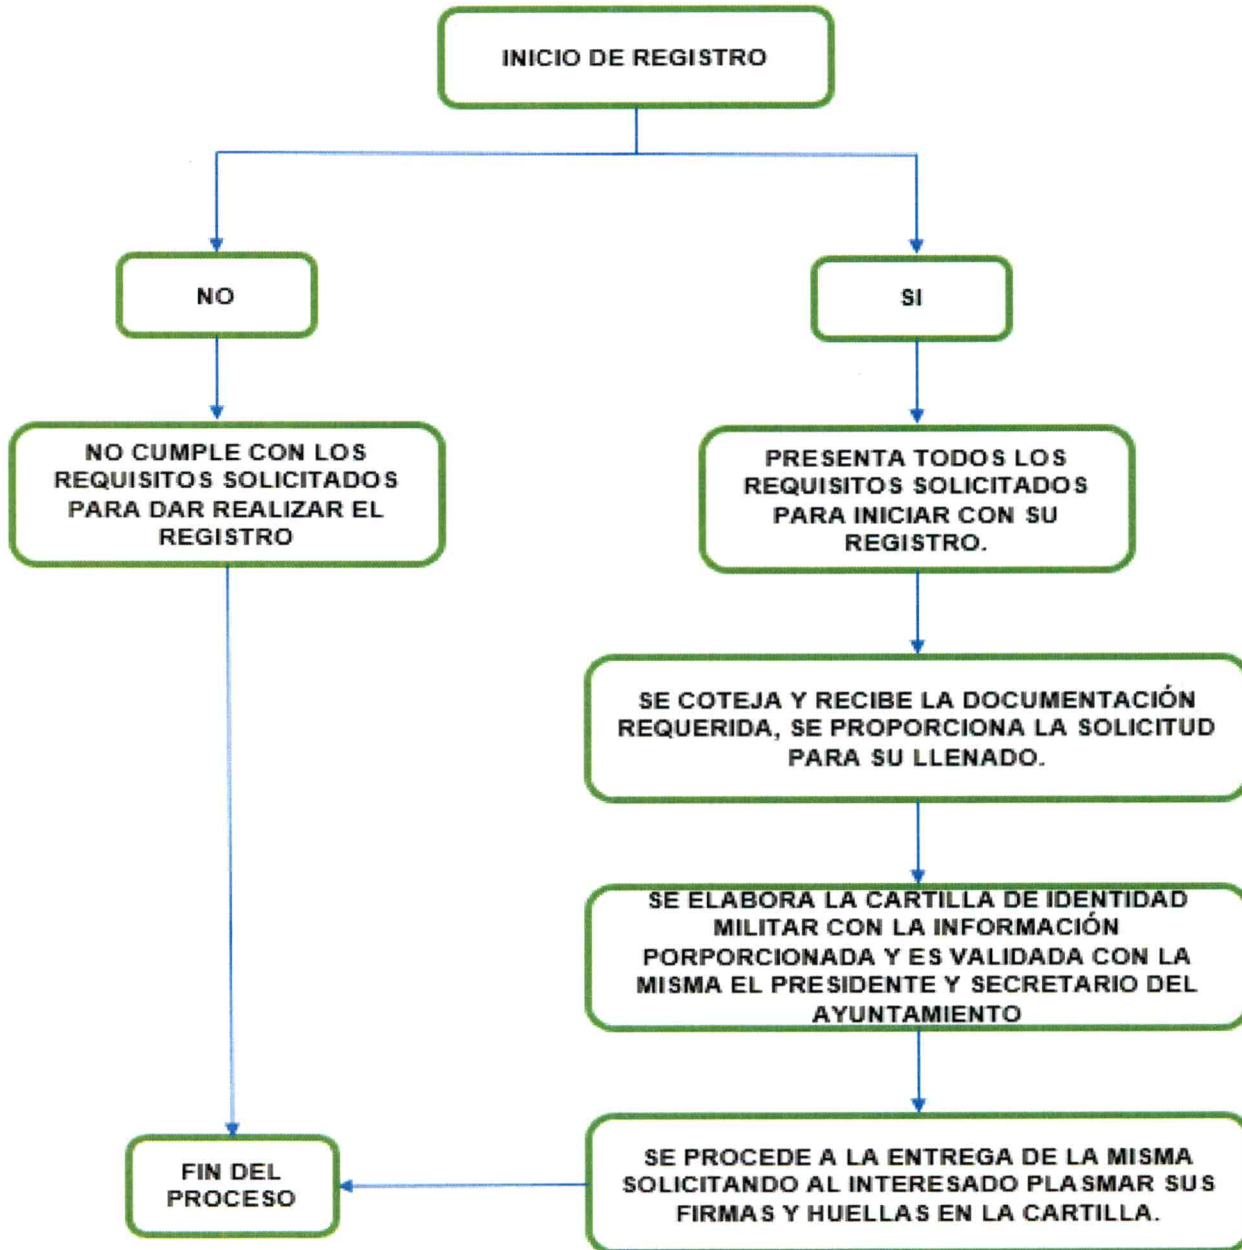 INICIO DE REGISTRO
NO
SI
NO CUMPLE CON LOS
REQUISITOS SOLICITADOS
PARA DAR REALIZAR EL
REGISTRO
PRESENTA TODOS LOS
REQUISITOS SOLICITADOS
PARA INICIAR CON SU
REGISTRO.
SE COTEJA Y RECIBE LA DOCUMENTACIÓN
REQUERIDA, SE PROPORCIONA LA SOLICITUD
PARA SU LLENADO.
SE ELABORA LA CARTILLA DE IDENTIDAD
MILITAR CON LA INFORMACIÓN
PORPORCIONADA Y ES VALIDADA CON LA
MISMA EL PRESIDENTE Y SECRETARIO DEL
AYUNTAMIENTO
SE PROCEDE A LA ENTREGA DE LA MISMA
SOLICITANDO AL INTERESADO PLASMAR SUS
FIRMAS Y HUELLAS EN LA CARTILLA.
FIN DEL
PROCESO